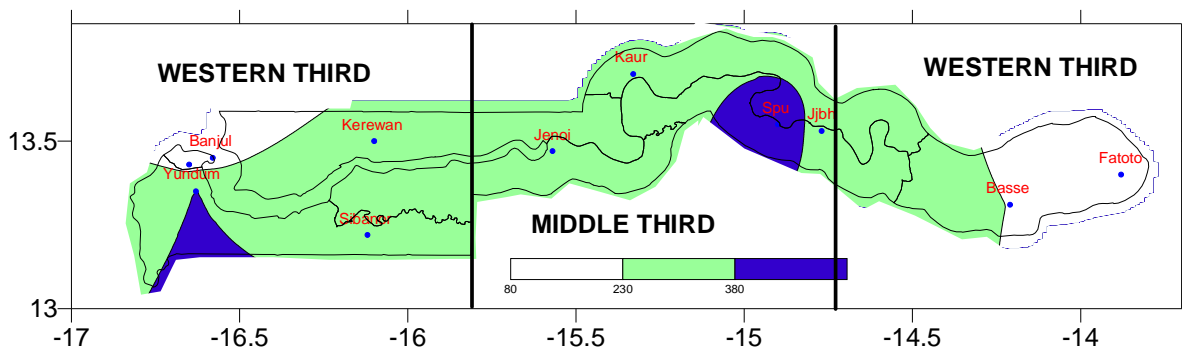 WESTERN THIRD
MIDDLE THIRD
WESTERN THIRD
Kaur
Spu
Jjbh
Kerewan
Banjul
Jenoi
Yundum
Fatoto
Basse
Sibanor
13.5
13
80
230
380
-17
-16.5
-16
-15.5
-15
-14.5
-14